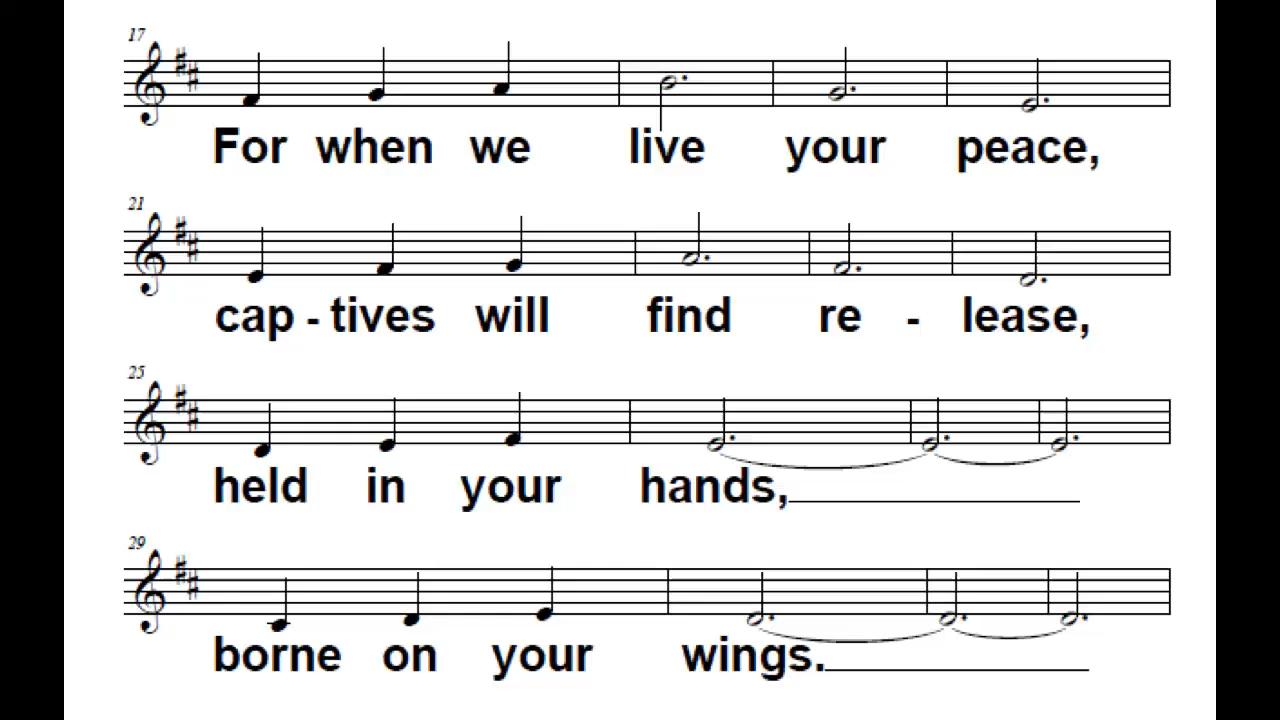 17
For when we live your peace,
21
cap - tives will find re - lease,
25
held in your hands,
29
borne on your wings.